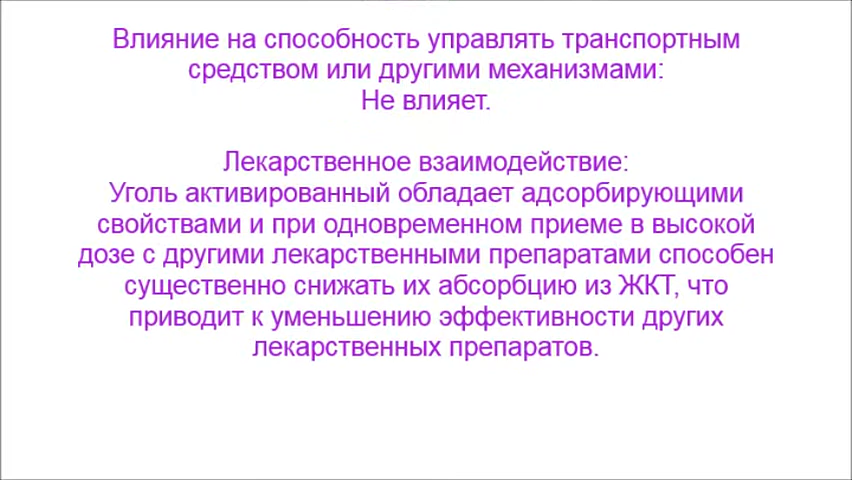 Влияние на способность управлять транспортным
средством или другими механизмами:
Не влияет.
Лекарственное взаимодействие:
Уголь активированный обладает адсорбирующими
свойствами и при одновременном приеме в высокой
дозе с другими лекарственными препаратами способен
существенно снижать их абсорбцию из ЖКТ, что
приводит к уменьшению эффективности других
лекарственных препаратов.